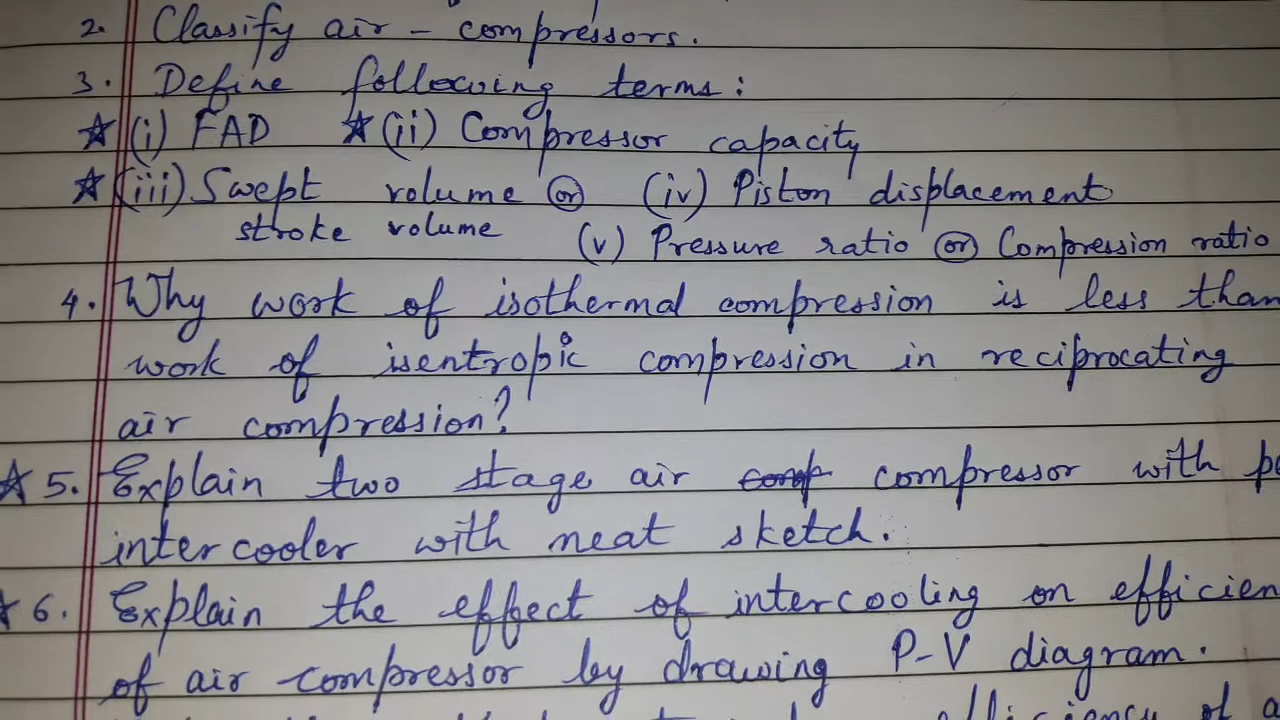 2. Classify air - compressors.
3. Define following terms:
☆ (i) FAD ☆ (ii) Compressor capacity
☆ (iii) Swept volume (or) (iv) Piston displacement
stroke volume (v) Pressure ratio (or) Compression ratio
4. Why work of isothermal compression is less than
work of isentropic compression in reciprocating
air compression?
☆ 5. Explain two stage air compressor with
intercooler with neat sketch.
☆ 6. Explain the effect of intercooling on efficien
of air compressor by drawing P-V diagram.
efficiency of